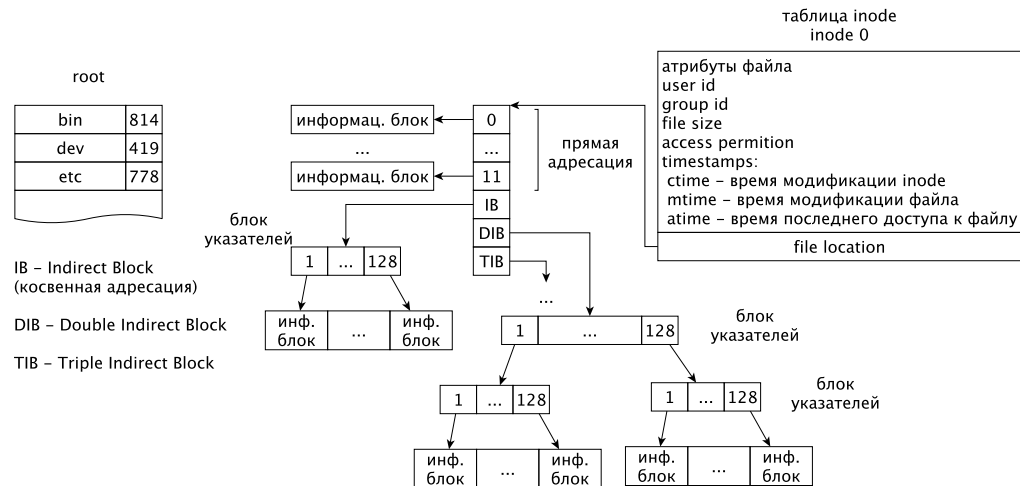 таблица inode
inode 0
атрибуты файла
user id
group id
file size
access permition
timestamps:
ctime – время модификации inode
mtime – время модификации файла
atime – время последнего доступа к файлу
file location
root
bin 814
dev 419
etc 778
IB – Indirect Block
(косвенная адресация)
DIB – Double Indirect Block
TIB – Triple Indirect Block
информац. блок
...
информац. блок
0
...
11
IB
DIB
TIB
прямая
адресация
блок
указателей
1 ... 128
инф.
блок
...
инф.
блок
...
блок
указателей
1 ... 128
1 ... 128
инф.
блок
...
инф.
блок
блок
указателей
1 ... 128
инф.
блок
...
инф.
блок